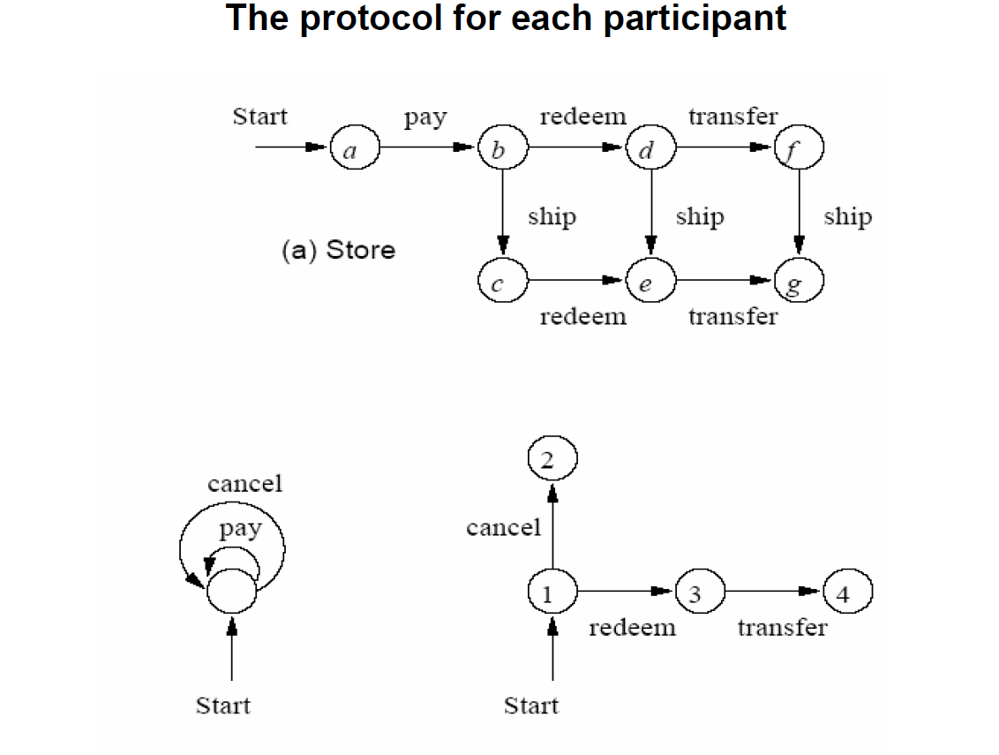 The protocol for each participant
Start pay redeem transfer
a b d f
ship ship ship
(a) Store
c e g
redeem transfer
2
cancel
pay
cancel
1 3 4
redeem transfer
Start Start